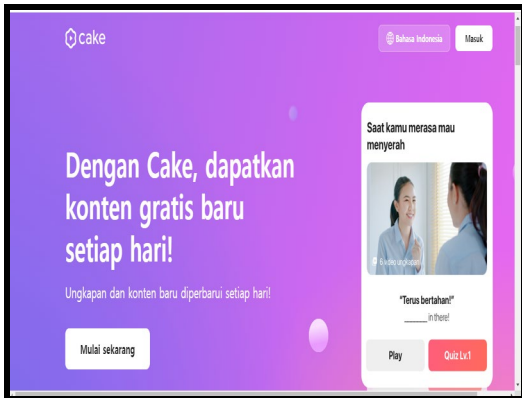 cake
Bahasa Indonesia
Masuk
Dengan Cake, dapatkan
konten gratis baru
setiap hari!
Ungkapan dan konten baru diperbarui setiap hari!
Mulai sekarang
Saat kamu merasa mau
menyerah
"Terus bertahan!"
______ in there!
Play
Quiz Lv.1